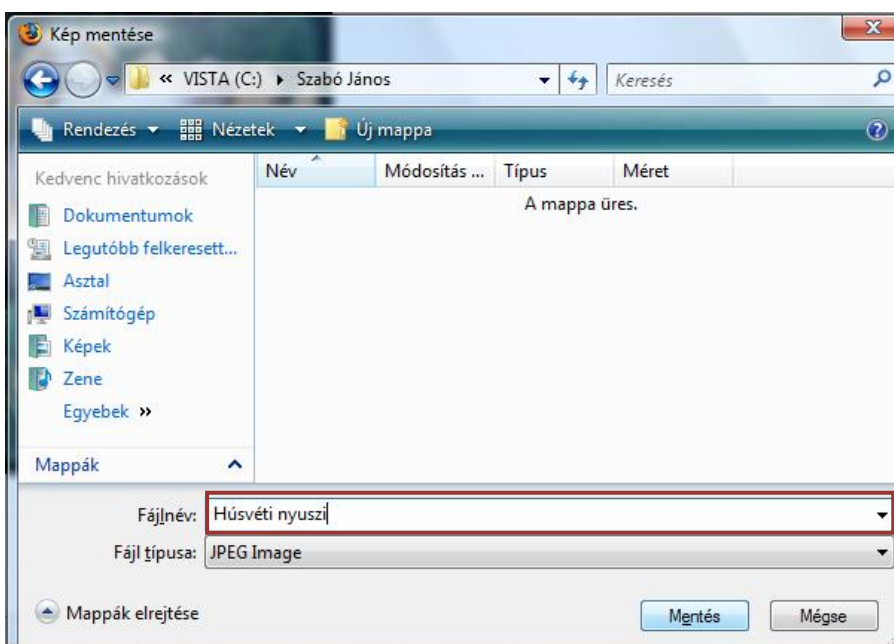 Kép mentése
« VISTA (C:) Szabó János Keresés
Rendezés Nézetek Új mappa
Kedvenc hivatkozások
Dokumentumok
Legutóbb felkeresett...
Asztal
Számítógép
Képek
Zene
Egyebek »
Mappák
Név Módosítás ... Típus Méret
A mappa üres.
Fájlnév: Húsvéti nyuszi
Fájl típusa: JPEG Image
Mappák elrejtése Mentés Mégse